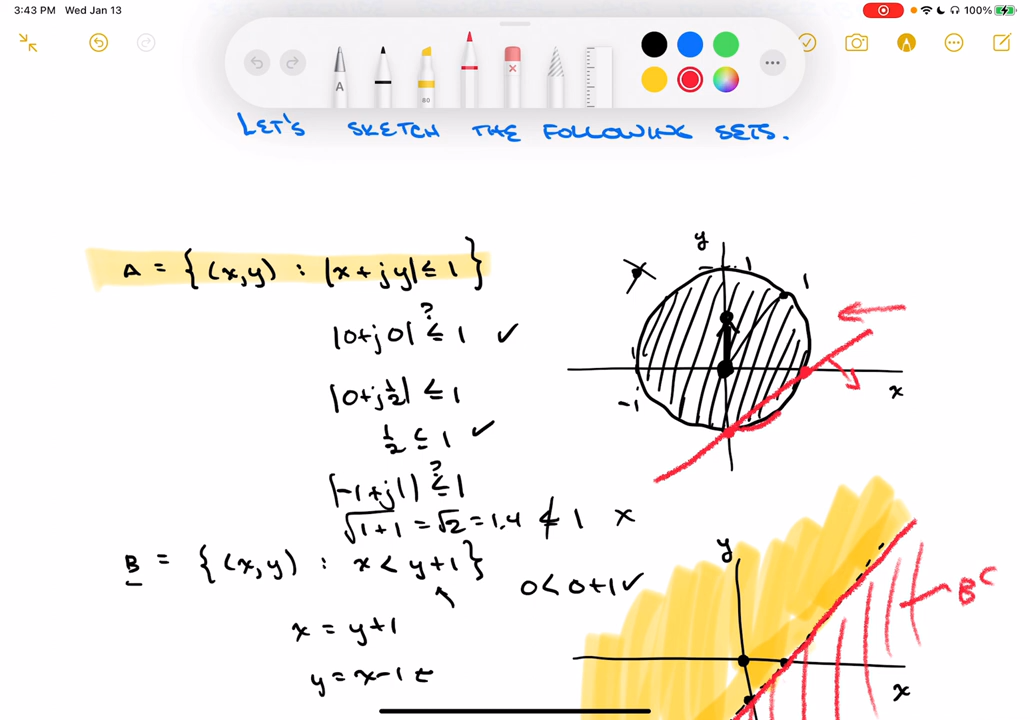 3:43 PM Wed Jan 13
100%
A
80
LET'S SKETCH THE FOLLOWING SETS.
A = { (x,y) : |x + jy| ≤ 1 }
|0+j0| ≤? 1 ✓
|0+j½| ≤ 1
½ ≤ 1 ✓
|-1+j1| ≤? 1
√1+1 = √2 = 1.4 ≰ 1 x
B = { (x,y) : x < y+1 }
0 < 0+1 ✓
x = y+1
y = x-1
y
1
1
-1
x
y
B^c
x